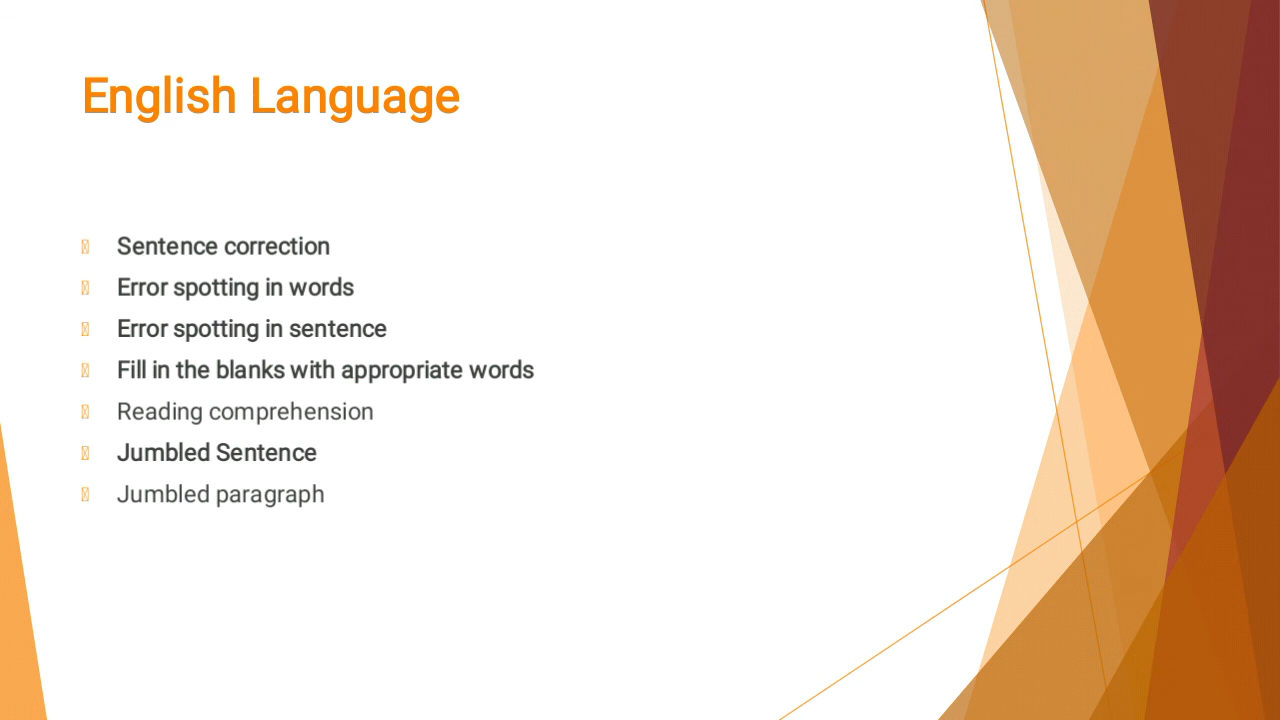 English Language
Sentence correction
Error spotting in words
Error spotting in sentence
Fill in the blanks with appropriate words
Reading comprehension
Jumbled Sentence
Jumbled paragraph